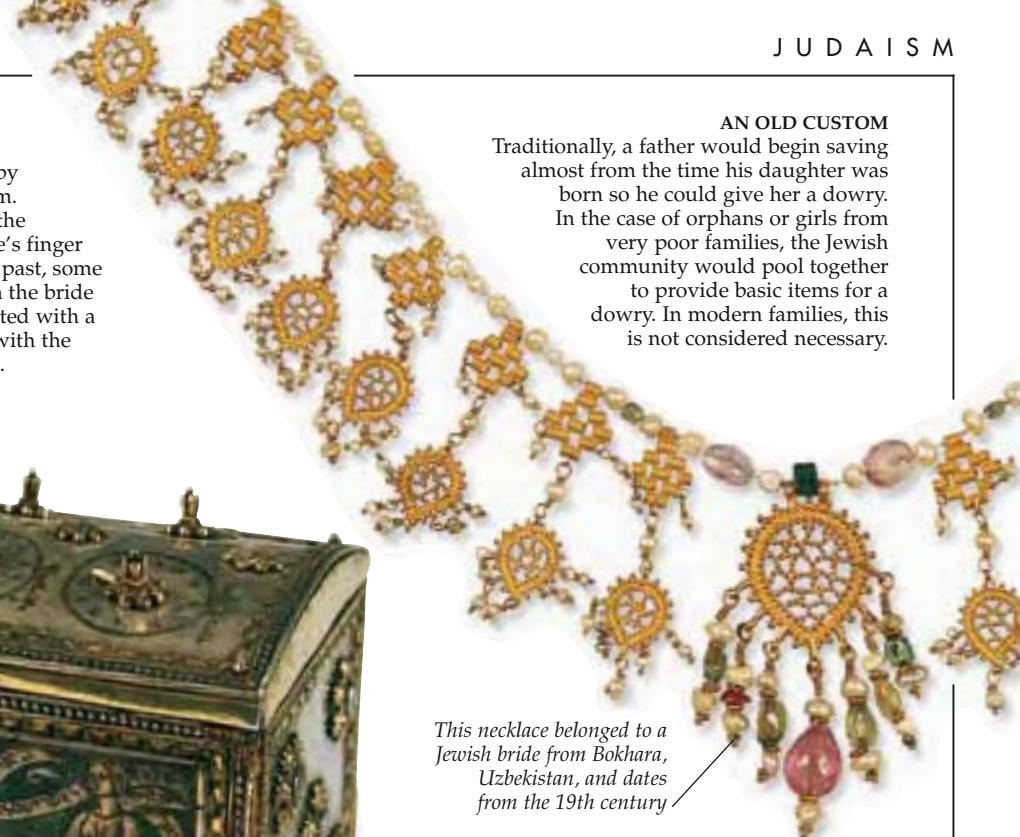 JUDAISM
by
m.
the
e's finger
past, some
the bride
ted with a
with the
.
AN OLD CUSTOM
Traditionally, a father would begin saving
almost from the time his daughter was
born so he could give her a dowry.
In the case of orphans or girls from
very poor families, the Jewish
community would pool together
to provide basic items for a
dowry. In modern families, this
is not considered necessary.
This necklace belonged to a
Jewish bride from Bokhara,
Uzbekistan, and dates
from the 19th century